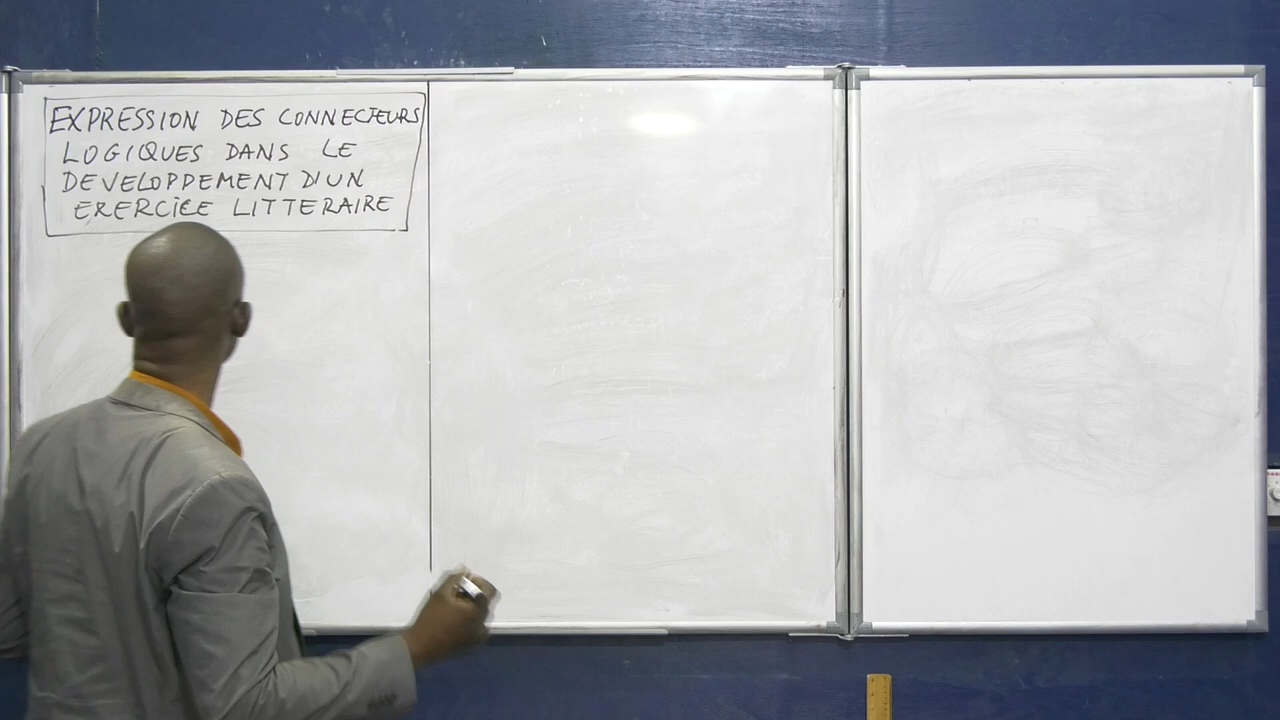 EXPRESSION DES CONNECTEURS
LOGIQUES DANS LE
DEVELOPPEMENT D'UN
EXERCICE LITTERAIRE